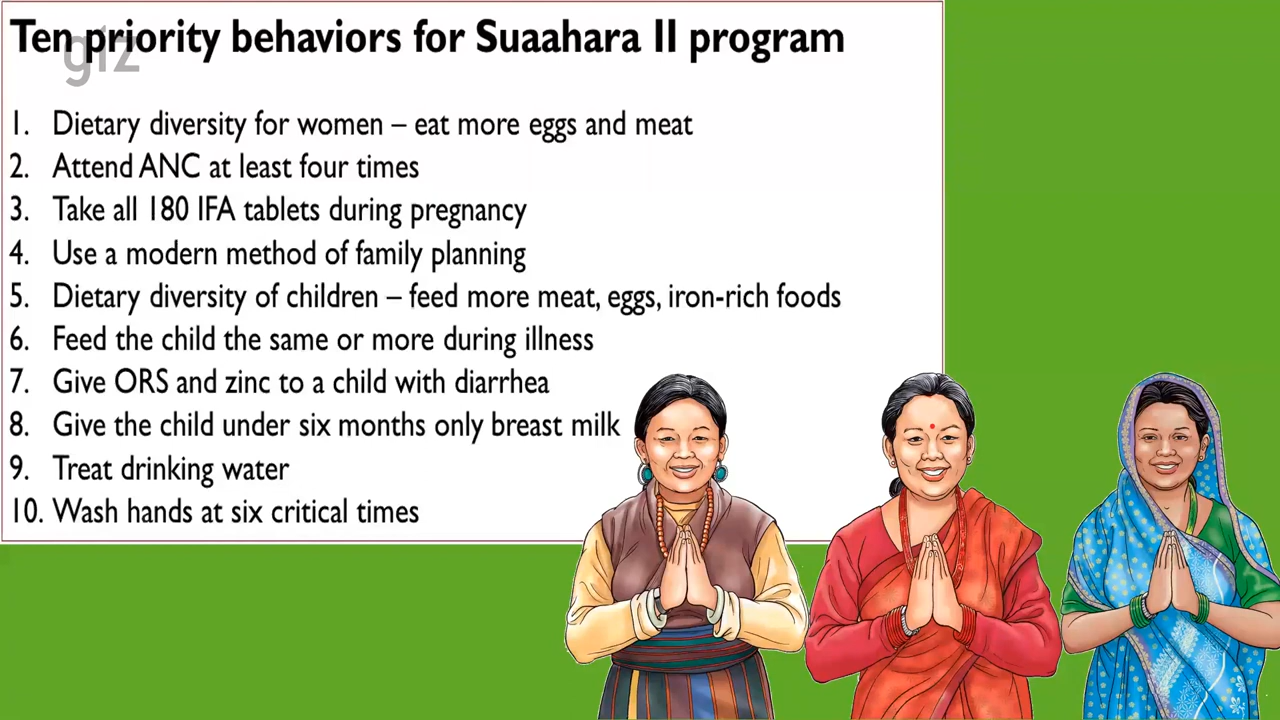 Ten priority behaviors for Suaahara II program
giz
1. Dietary diversity for women – eat more eggs and meat
2. Attend ANC at least four times
3. Take all 180 IFA tablets during pregnancy
4. Use a modern method of family planning
5. Dietary diversity of children – feed more meat, eggs, iron-rich foods
6. Feed the child the same or more during illness
7. Give ORS and zinc to a child with diarrhea
8. Give the child under six months only breast milk
9. Treat drinking water
10. Wash hands at six critical times